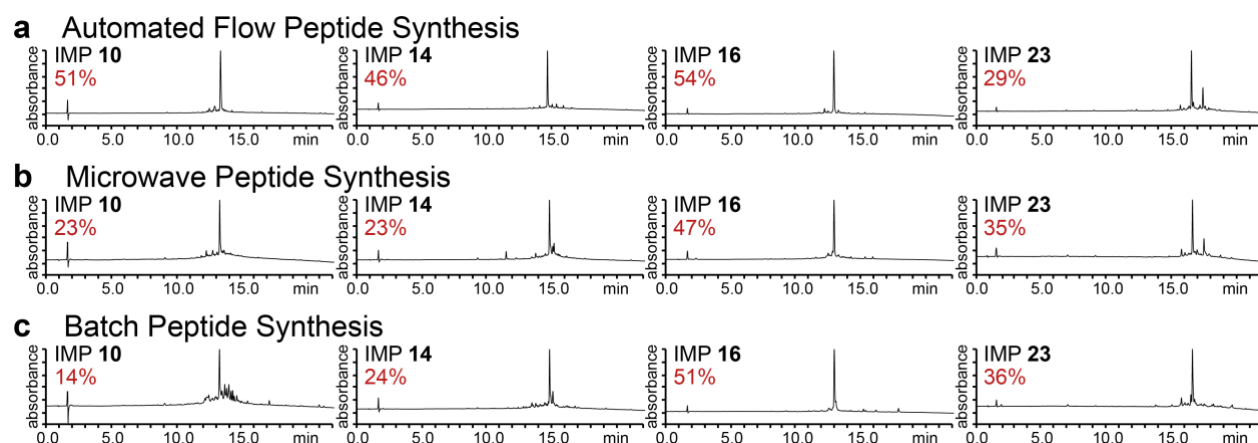 a Automated Flow Peptide Synthesis
absorbance IMP 10 absorbance IMP 14 absorbance IMP 16 absorbance IMP 23
51% 46% 54% 29%
0.0 5.0 10.0 15.0 min 0.0 5.0 10.0 15.0 min 0.0 5.0 10.0 15.0 min 0.0 5.0 10.0 15.0 min
b Microwave Peptide Synthesis
absorbance IMP 10 absorbance IMP 14 absorbance IMP 16 absorbance IMP 23
23% 23% 47% 35%
0.0 5.0 10.0 15.0 min 0.0 5.0 10.0 15.0 min 0.0 5.0 10.0 15.0 min 0.0 5.0 10.0 15.0 min
c Batch Peptide Synthesis
absorbance IMP 10 absorbance IMP 14 absorbance IMP 16 absorbance IMP 23
14% 24% 51% 36%
0.0 5.0 10.0 15.0 min 0.0 5.0 10.0 15.0 min 0.0 5.0 10.0 15.0 min 0.0 5.0 10.0 15.0 min